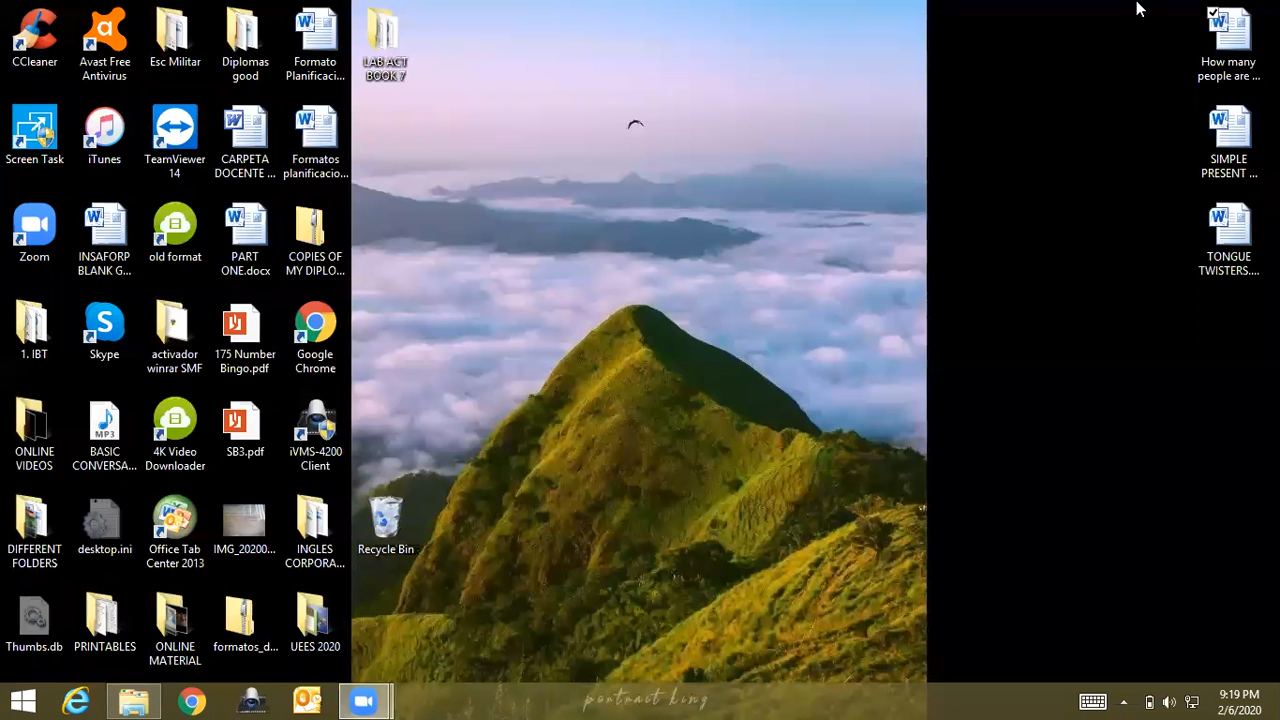 CCleaner
Avast Free
Antivirus
Esc Militar
Diplomas
good
Formato
Planificaci...
LAB ACT
BOOK 7
How many
people are ...
Screen Task
iTunes
TeamViewer
14
CARPETA
DOCENTE ...
Formatos
planificacio...
SIMPLE
PRESENT ...
Zoom
INSAFORP
BLANK G...
old format
PART
ONE.docx
COPIES OF
MY DIPLO...
TONGUE
TWISTERS....
1. IBT
Skype
activador
winrar SMF
175 Number
Bingo.pdf
Google
Chrome
ONLINE
VIDEOS
MP3
BASIC
CONVERSA...
4K Video
Downloader
SB3.pdf
iVMS-4200
Client
DIFFERENT
FOLDERS
desktop.ini
Office Tab
Center 2013
IMG_20200...
INGLES
CORPORA...
Recycle Bin
Thumbs.db
PRINTABLES
ONLINE
MATERIAL
formatos_d...
UEES 2020
portrait king
9:19 PM
2/6/2020